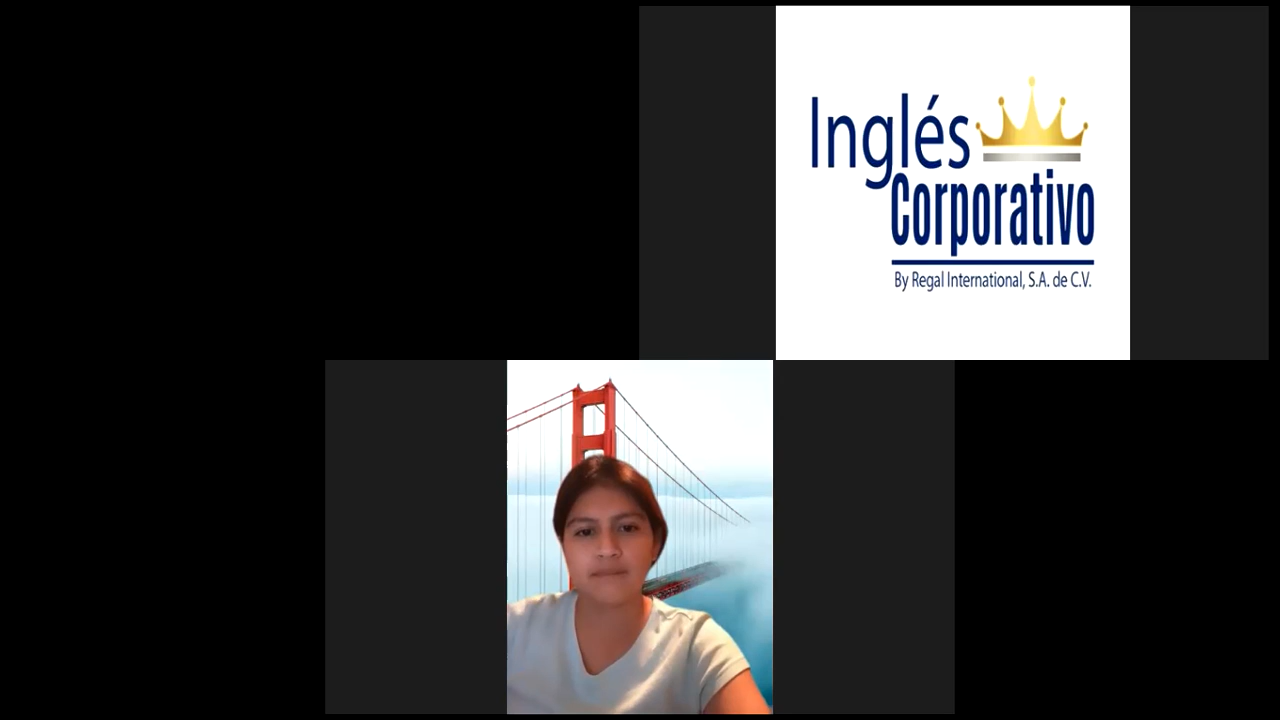 Inglés
Corporativo
By Regal International, S.A. de C.V.